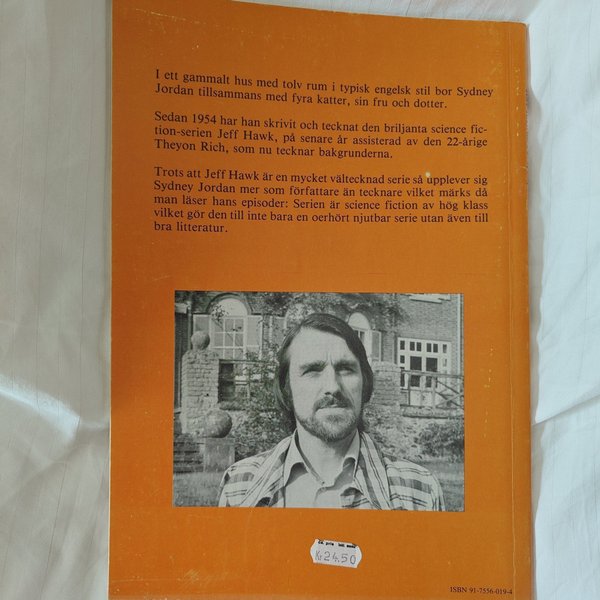 I ett gammalt hus med tolv rum i typisk engelsk stil bor Sydney
Jordan tillsammans med fyra katter, sin fru och dotter.
Sedan 1954 har han skrivit och tecknat den briljanta science fic-
tion-serien Jeff Hawk, på senare år assisterad av den 22-årige
Theyon Rich, som nu tecknar bakgrunderna.
Trots att Jeff Hawk är en mycket vältecknad serie så upplever sig
Sydney Jordan mer som författare än tecknare vilket märks då
man läser hans episoder: Serien är science fiction av hög klass
vilket gör den till inte bara en oerhört njutbar serie utan även till
bra litteratur.
Kr 24.50
ISBN 91-7556-019-4